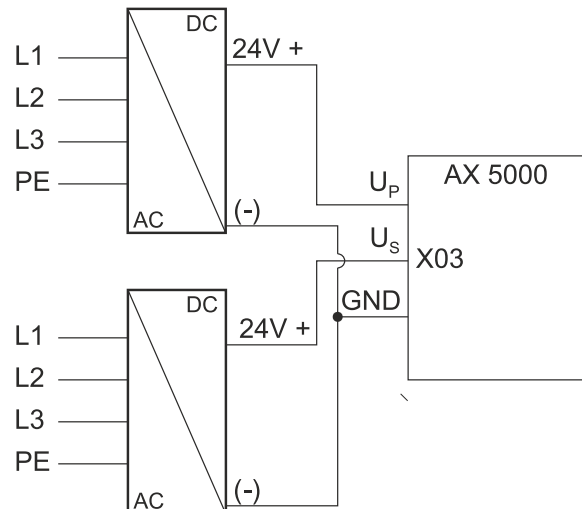 DC
24V +
L1
L2
L3
PE
AC
(-)
U_P
AX 5000
U_S
X03
GND
DC
24V +
L1
L2
L3
PE
AC
(-)